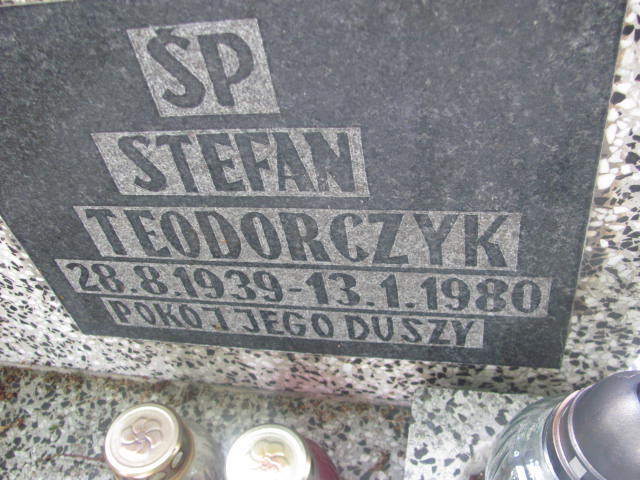 ŚP
STEFAN
TEODORCZYK
28.8.1939-13.1.1980
POKÓJ JEGO DUSZY